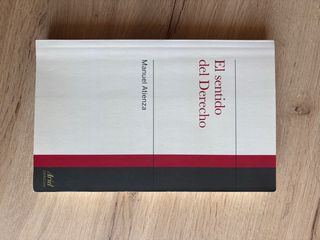 El sentido
del Derecho
Manuel Atienza
Ariel